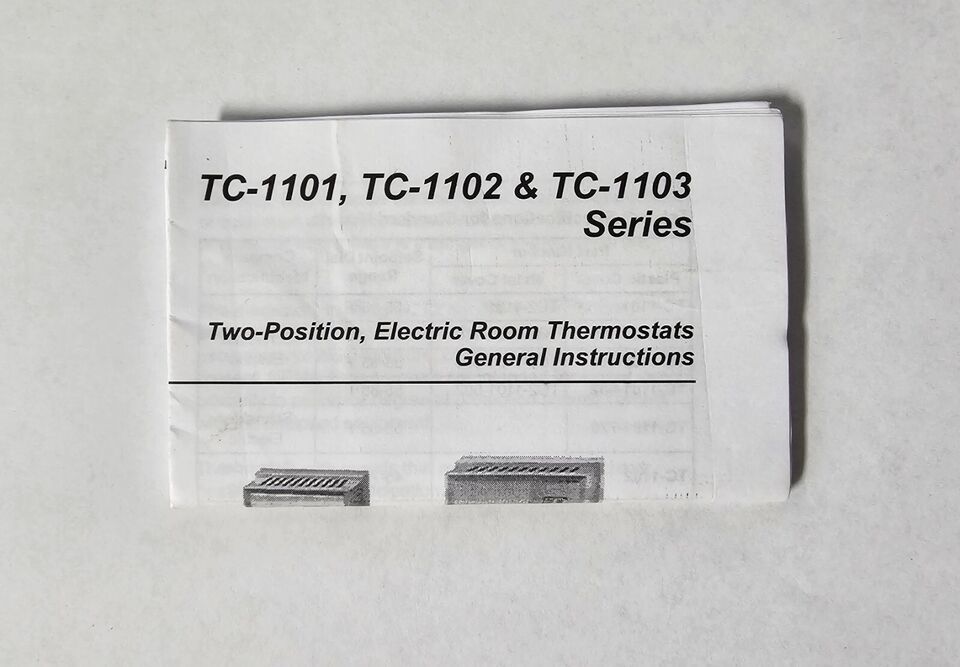 TC-1101, TC-1102 & TC-1103
Series
Two-Position, Electric Room Thermostats
General Instructions